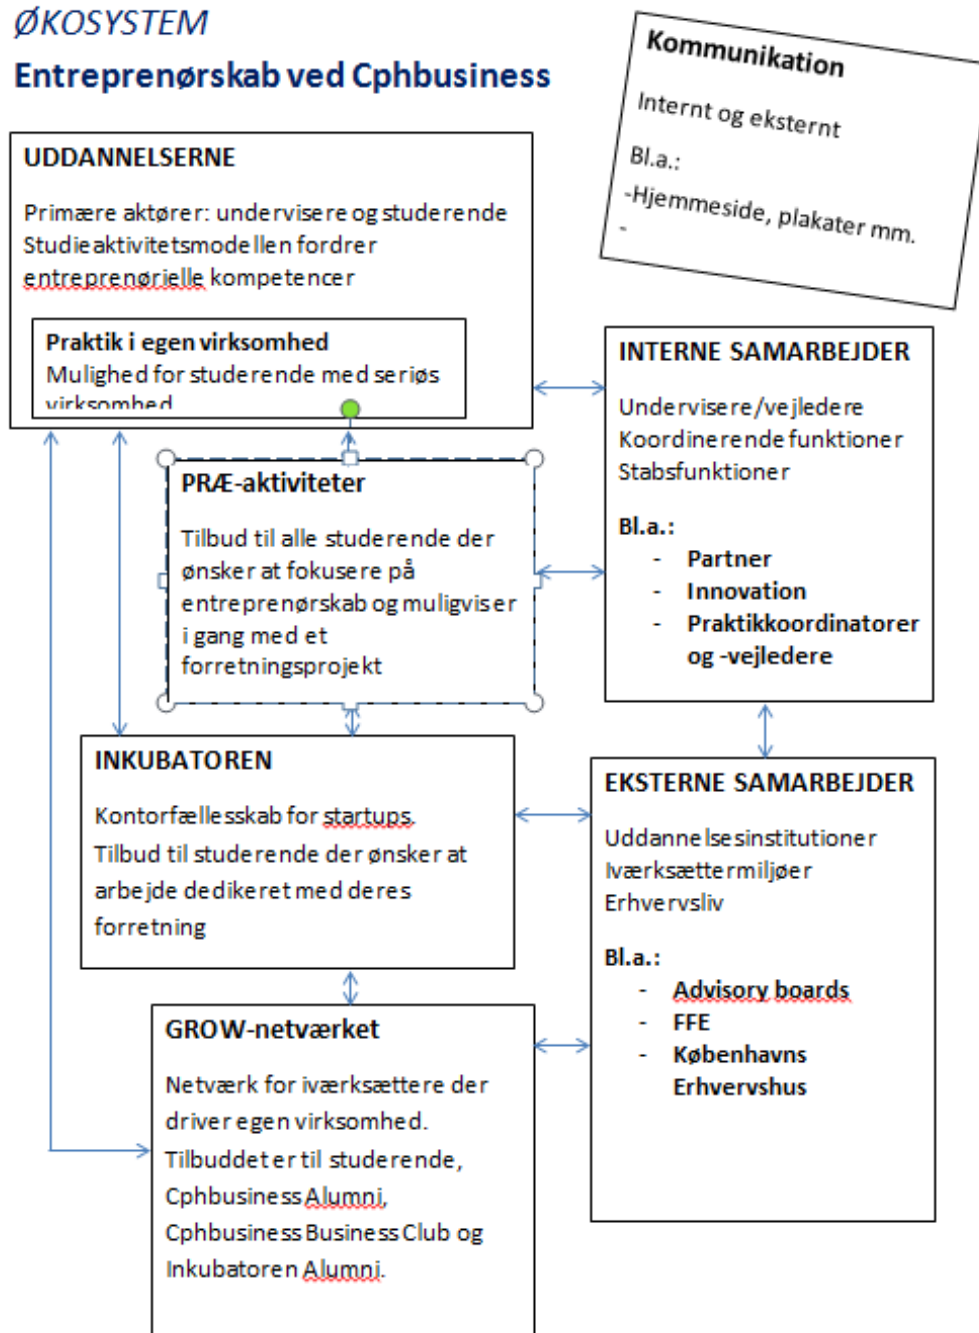 ØKOSYSTEM
Entreprenørskab ved Cphbusiness
Kommunikation
Internt og eksternt
Bl.a.:
-Hjemmeside, plakater mm.
-
UDDANNELSERNE
Primære aktører: undervisere og studerende
Studieaktivitetsmodellen fordrer
entreprenørielle kompetencer
Praktik i egen virksomhed
Mulighed for studerende med seriøs
virksomhed
INTERNE SAMARBEJDER
Undervisere/vejledere
Koordinerende funktioner
Stabsfunktioner
Bl.a.:
- Partner
- Innovation
- Praktikkoordinatorer
og -vejledere
PRÆ-aktiviteter
Tilbud til alle studerende der
ønsker at fokusere på
entreprenørskab og muligviser
i gang med et
forretningsprojekt
INKUBATOREN
Kontorfællesskab for startups.
Tilbud til studerende der ønsker at
arbejde dedikeret med deres
forretning
EKSTERNE SAMARBEJDER
Uddannelsesinstitutioner
Iværksættermiljøer
Erhvervsliv
Bl.a.:
- Advisory boards
- FFE
- Københavns
Erhvervshus
GROW-netværket
Netværk for iværksættere der
driver egen virksomhed.
Tilbuddet er til studerende,
Cphbusiness Alumni,
Cphbusiness Business Club og
Inkubatoren Alumni.